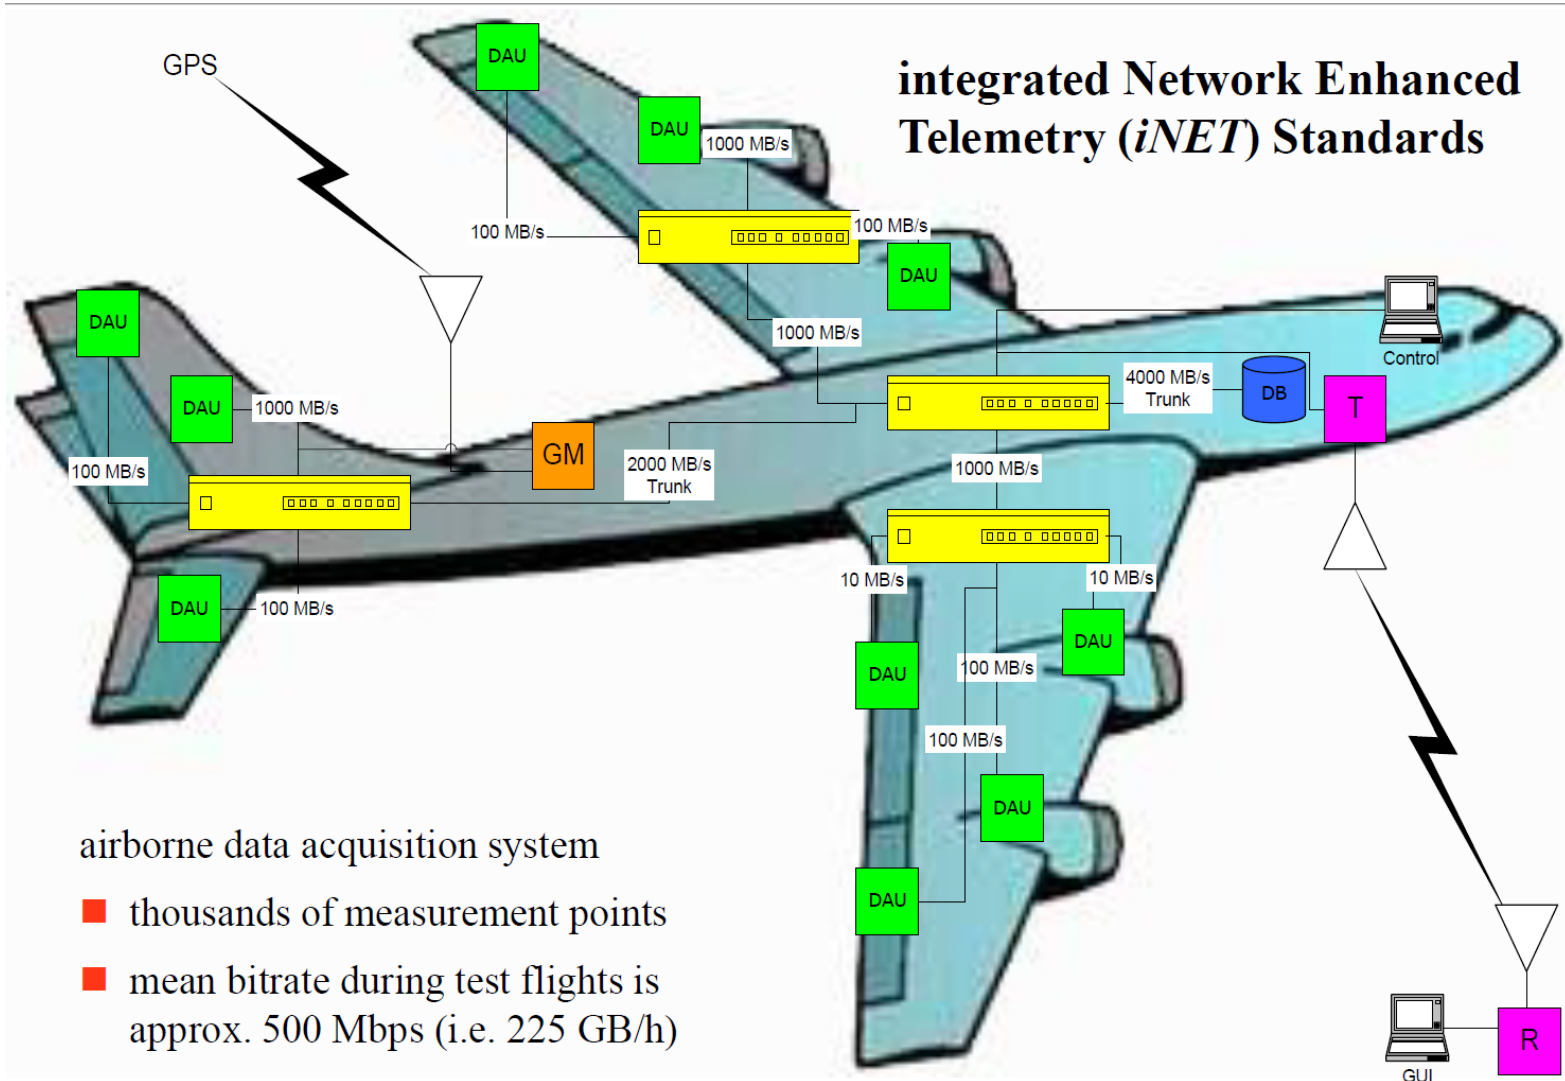 integrated Network Enhanced
Telemetry (iNET) Standards
GPS
DAU
DAU
1000 MB/s
100 MB/s
100 MB/s
DAU
1000 MB/s
DAU
DAU
1000 MB/s
100 MB/s
GM
2000 MB/s
Trunk
DAU
100 MB/s
Control
4000 MB/s
Trunk
DB
T
1000 MB/s
10 MB/s
10 MB/s
DAU
DAU
100 MB/s
100 MB/s
DAU
DAU
airborne data acquisition system
thousands of measurement points
mean bitrate during test flights is
approx. 500 Mbps (i.e. 225 GB/h)
R
GUI